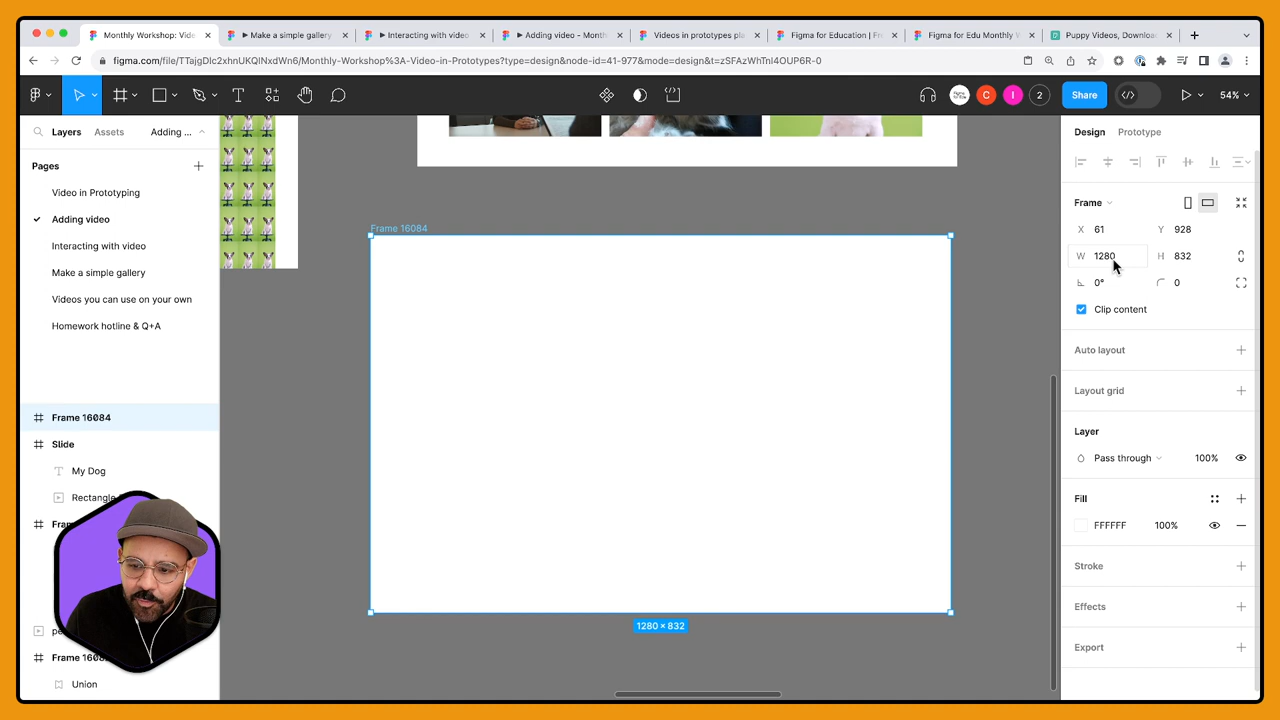 Monthly Workshop: Vide
▶ Make a simple gallery
▶ Interacting with video
▶ Adding video - Month
Videos in prototypes pla
Figma for Education | Fre
Figma for Edu Monthly W
Puppy Videos, Download
figma.com/file/TTajgDlc2xhnUKQINxdWn6/Monthly-Workshop%3A-Video-in-Prototypes?type=design&node-id=41-977&mode=design&t=zSFAzWhTnI4OUP6R-0
C
I
2
Share
54%
Layers
Assets
Adding ...
Design
Prototype
Pages
Video in Prototyping
Adding video
Interacting with video
Make a simple gallery
Videos you can use on your own
Homework hotline & Q+A
Frame 16084
Slide
My Dog
Rectangle
Fra
pe
Frame 1608
Union
Frame 16084
1280 × 832
Frame
X 61
Y 928
W 1280
H 832
0°
0
Clip content
Auto layout
Layout grid
Layer
Pass through
100%
Fill
FFFFFF
100%
Stroke
Effects
Export